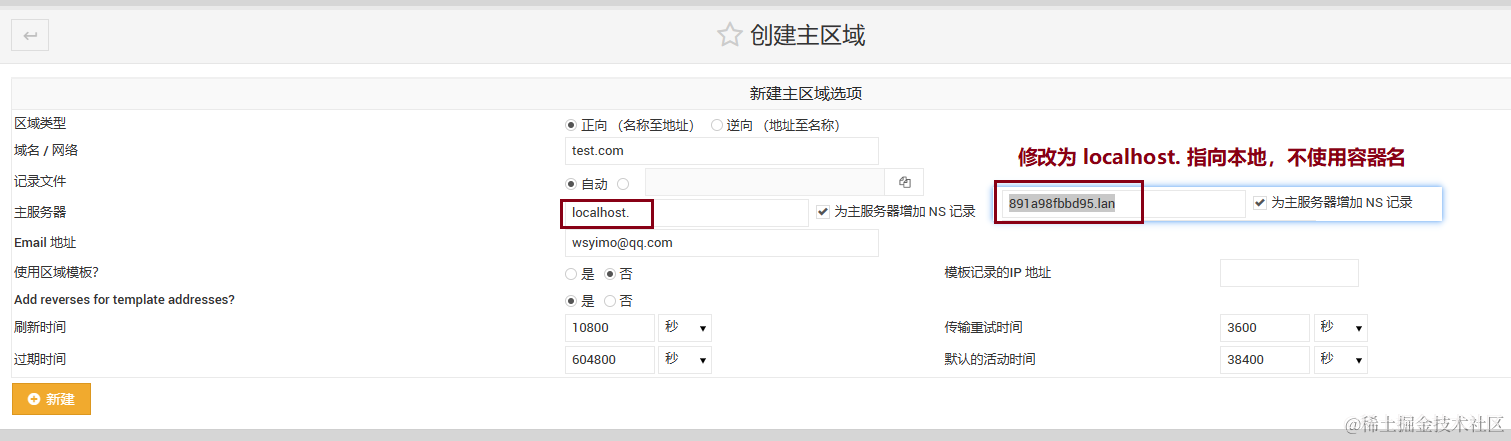 创建主区域
新建主区域选项
区域类型 正向 （名称至地址） 逆向 （地址至名称）
域名 / 网络 test.com
修改为 localhost. 指向本地，不使用容器名
记录文件 自动
主服务器 localhost. 为主服务器增加 NS 记录 891a98fbbd95.lan 为主服务器增加 NS 记录
Email 地址 wsyimo@qq.com
使用区域模板? 是 否 模板记录的IP 地址
Add reverses for template addresses? 是 否
刷新时间 10800 秒 传输重试时间 3600 秒
过期时间 604800 秒 默认的活动时间 38400 秒
新建
@稀土掘金技术社区